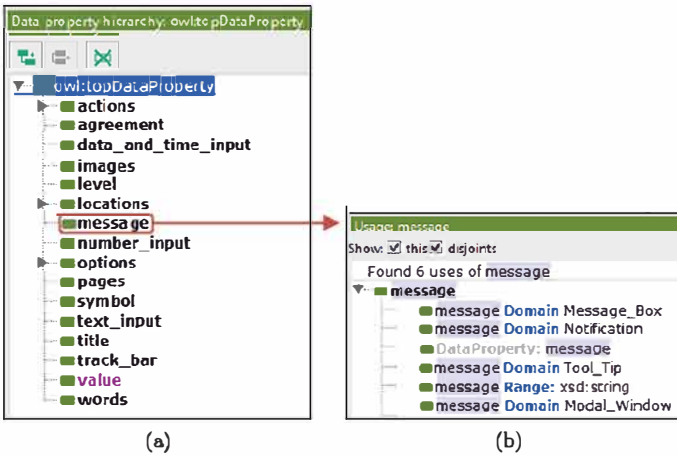 Data property hierarchy: owl:topDataProperty
owl:topDataProperty
actions
agreement
data_and_time_input
images
level
locations
message
number_input
options
pages
symbol
text_input
title
track_bar
value
words
(a)
Usage: message
Show: this disjoints
Found 6 uses of message
message
message Domain Message_Box
message Domain Notification
DataProperty: message
message Domain Tool_Tip
message Range: xsd:string
message Domain Modal_Window
(b)